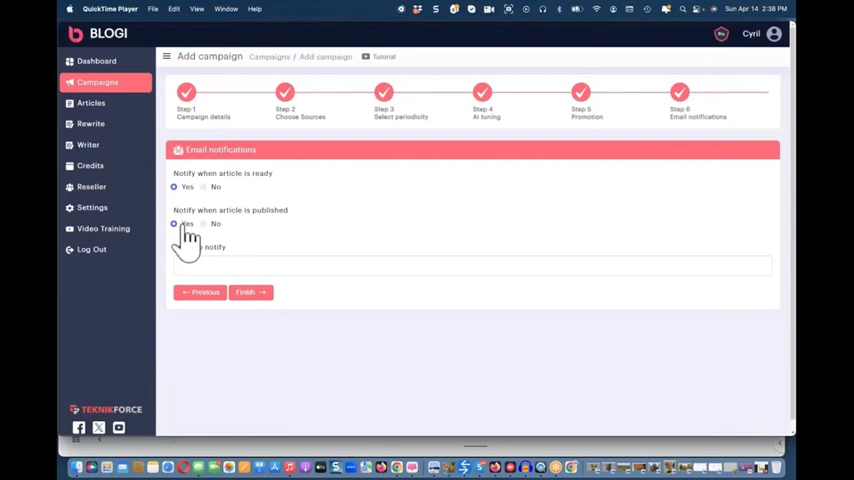 QuickTime Player File Edit View Window Help
Sun Apr 14 2:38 PM
BLOGI
Pro
Cyril
Dashboard
Campaigns
Articles
Rewrite
Writer
Credits
Reseller
Settings
Video Training
Log Out
TEKNIKFORCE
Add campaign Campaigns / Add campaign Tutorial
Step 1 Step 2 Step 3 Step 4 Step 5 Step 6
Campaign details Choose Sources Select periodicity AI tuning Promotion Email notifications
Email notifications
Notify when article is ready
Yes No
Notify when article is published
Yes No
notify
← Previous Finish →